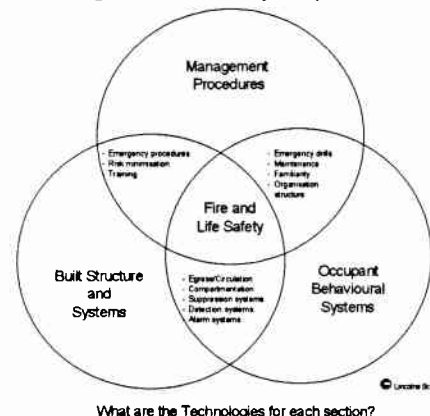 Management
Procedures
- Emergency procedures
- Risk minimisation
Training
- Emergency drills
- Maintenance
- Familiarity
- Organisation
structure
Fire and
Life Safety
Built Structure
and
Systems
- Egress/Circulation
- Compartmentation
- Suppression systems
- Detection systems
- Alarm systems
Occupant
Behavioural
Systems
©
What are the Technologies for each section?